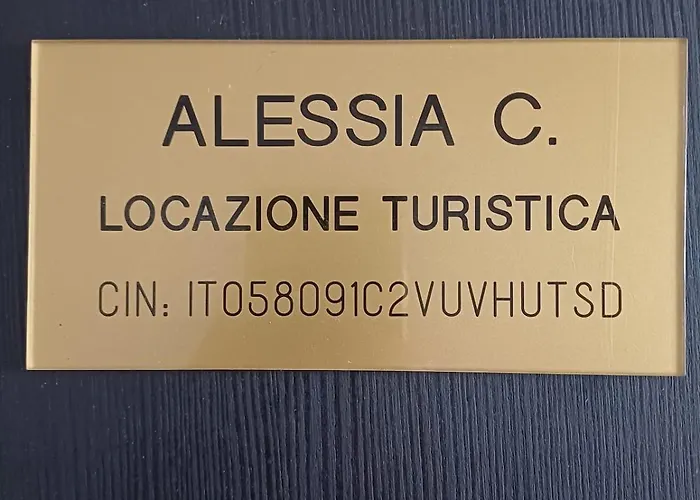 ALESSIA C.
LOCAZIONE TURISTICA
CIN: IT058091C2VUVHUTSD